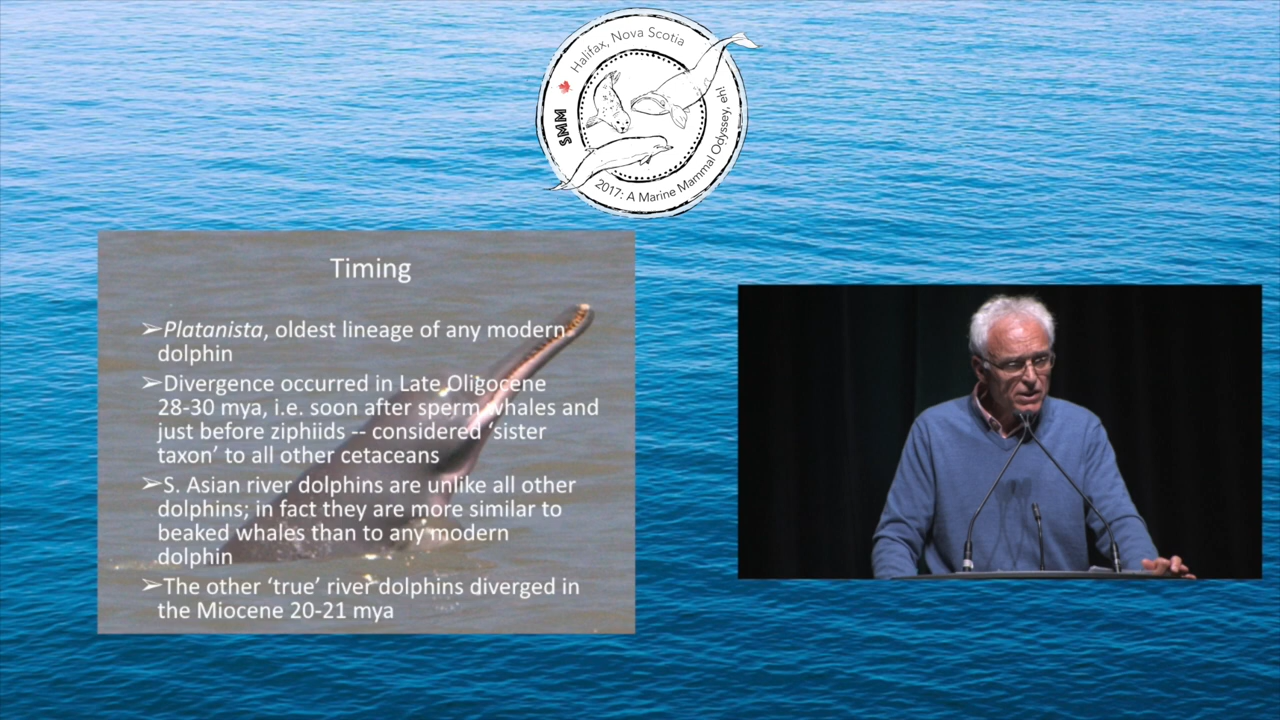 Halifax, Nova Scotia
SMM
2017: A Marine Mammal Odyssey, eh!
Timing
➢Platanista, oldest lineage of any modern
dolphin
➢Divergence occurred in Late Oligocene
28-30 mya, i.e. soon after sperm whales and
just before ziphiids -- considered ‘sister
taxon’ to all other cetaceans
➢S. Asian river dolphins are unlike all other
dolphins; in fact they are more similar to
beaked whales than to any modern
dolphin
➢The other ‘true’ river dolphins diverged in
the Miocene 20-21 mya